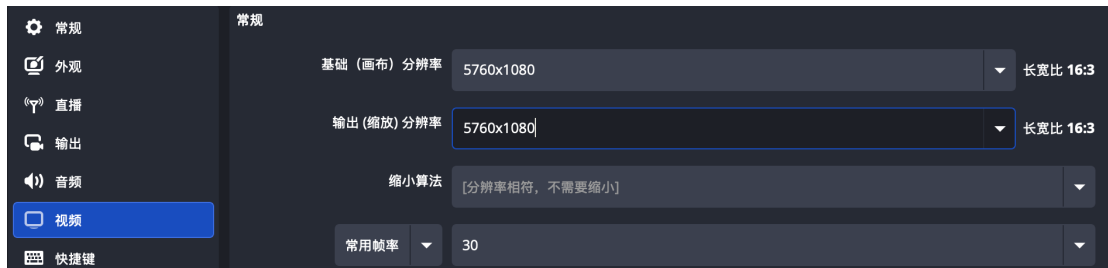 常规
外观
直播
输出
音频
视频
快捷键
常规
基础（画布）分辨率 5760x1080 长宽比 16:3
输出 (缩放) 分辨率 5760x1080 长宽比 16:3
缩小算法 [分辨率相符，不需要缩小]
常用帧率 30